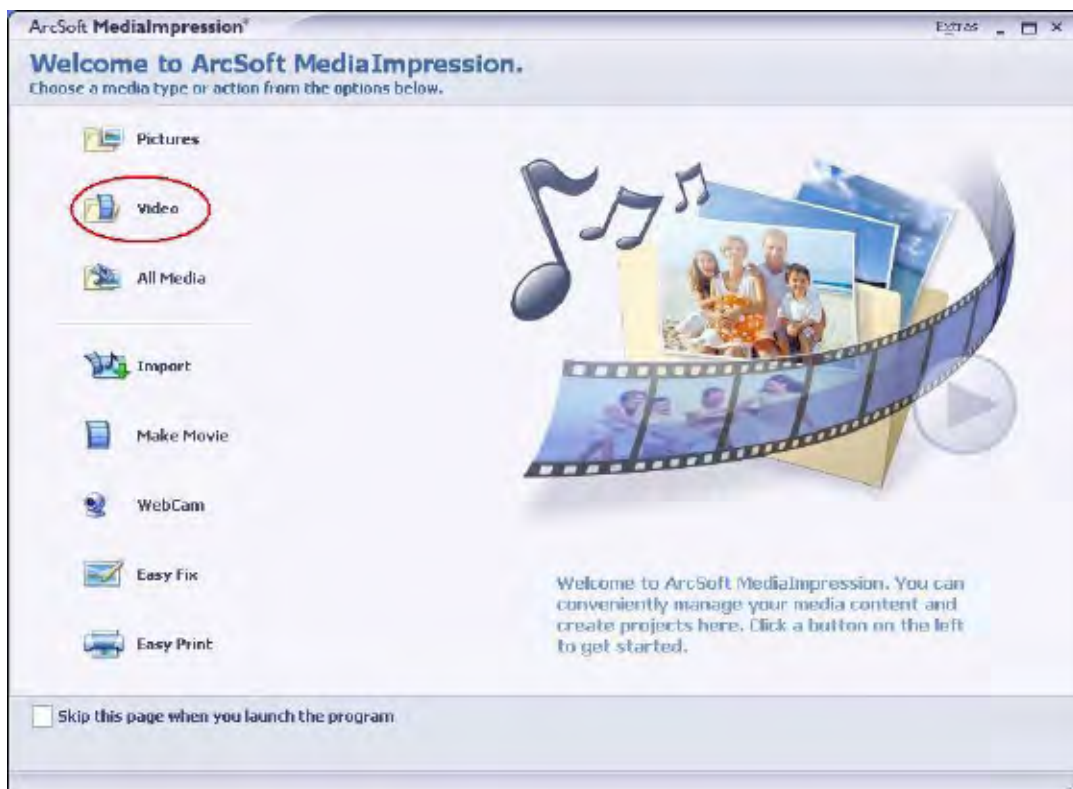 ArcSoft MediaImpression®
Extras
Welcome to ArcSoft MediaImpression.
Choose a media type or action from the options below.
Pictures
Video
All Media
Import
Make Movie
WebCam
Easy Fix
Easy Print
Welcome to ArcSoft MediaImpression. You can
conveniently manage your media content and
create projects here. Click a button on the left
to get started.
Skip this page when you launch the program